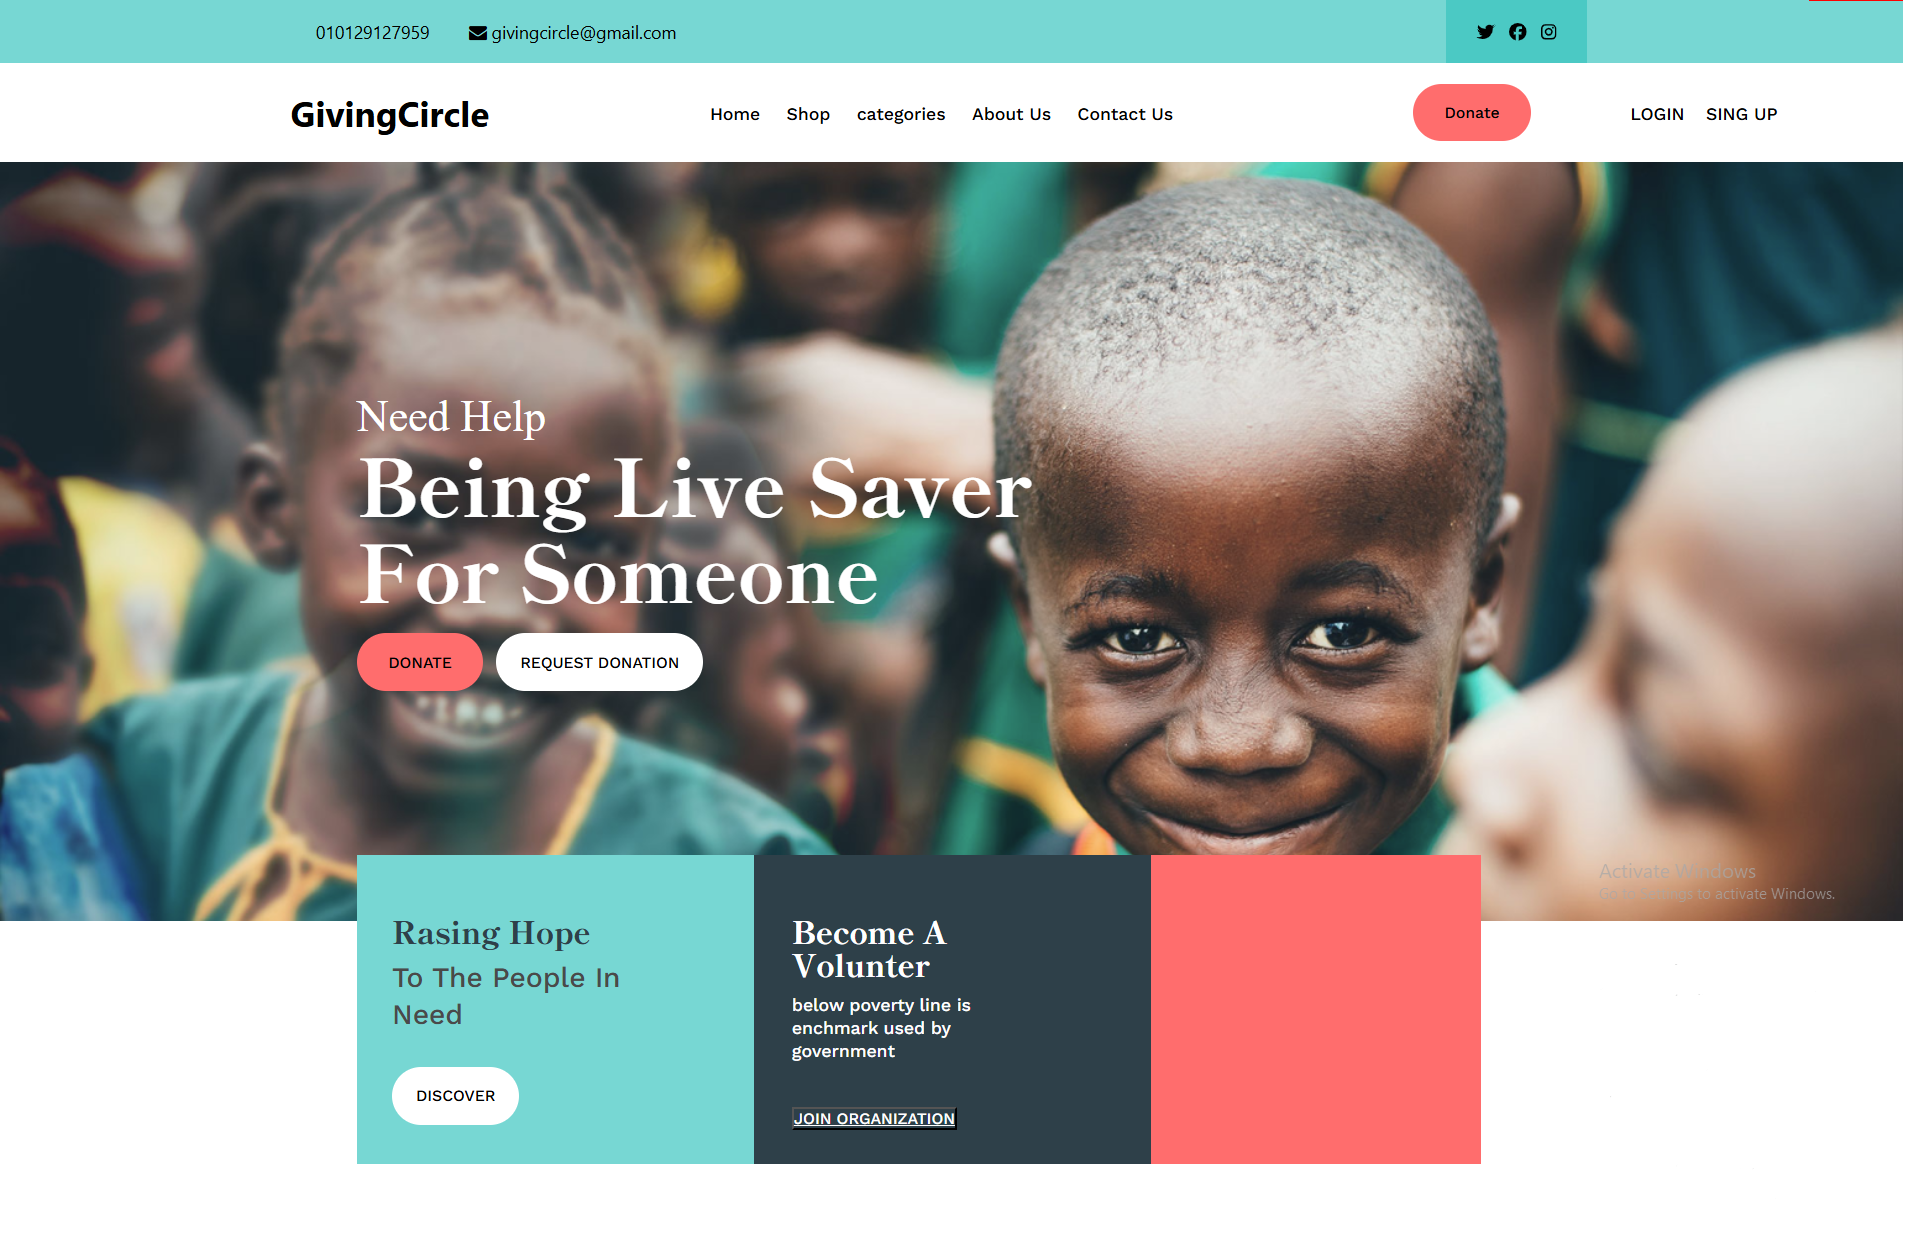 010129127959 givingcircle@gmail.com
GivingCircle Home Shop categories About Us Contact Us Donate LOGIN SING UP
Need Help
Being Live Saver
For Someone
DONATE REQUEST DONATION
Activate Windows
Go to Settings to activate Windows.
Rasing Hope
To The People In
Need
DISCOVER
Become A
Volunter
below poverty line is
enchmark used by
government
JOIN ORGANIZATION